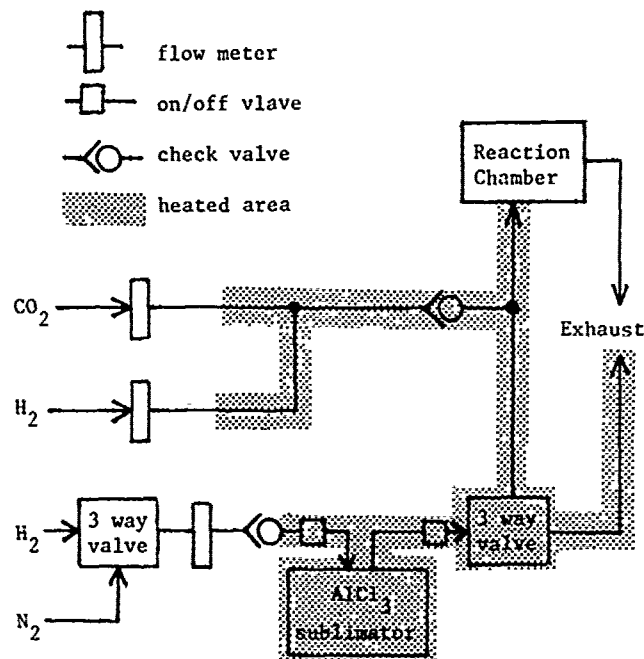 flow meter
on/off vlave
check valve
heated area
Reaction
Chamber
CO2
Exhaust
H2
H2
3 way
valve
3 way
valve
N2
AlCl3
sublimator